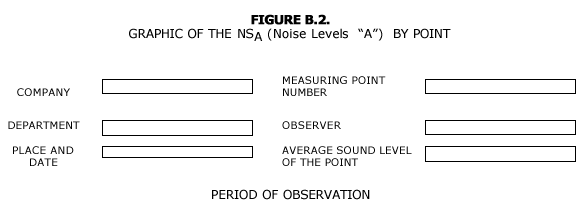 FIGURE B.2.
GRAPHIC OF THE NSA (Noise Levels "A") BY POINT
COMPANY
MEASURING POINT
NUMBER
DEPARTMENT
OBSERVER
PLACE AND
DATE
AVERAGE SOUND LEVEL
OF THE POINT
PERIOD OF OBSERVATION